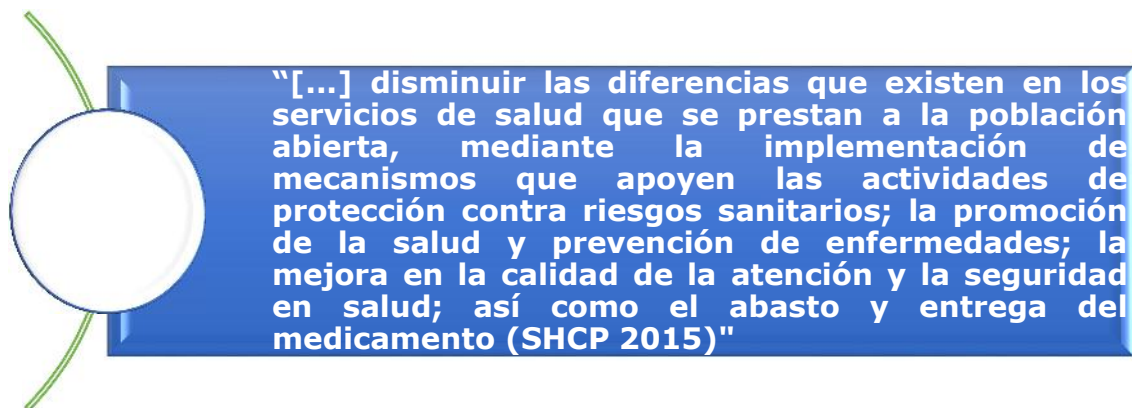 “[...] disminuir las diferencias que existen en los
servicios de salud que se prestan a la población
abierta, mediante la implementación de
mecanismos que apoyen las actividades de
protección contra riesgos sanitarios; la promoción
de la salud y prevención de enfermedades; la
mejora en la calidad de la atención y la seguridad
en salud; así como el abasto y entrega del
medicamento (SHCP 2015)"